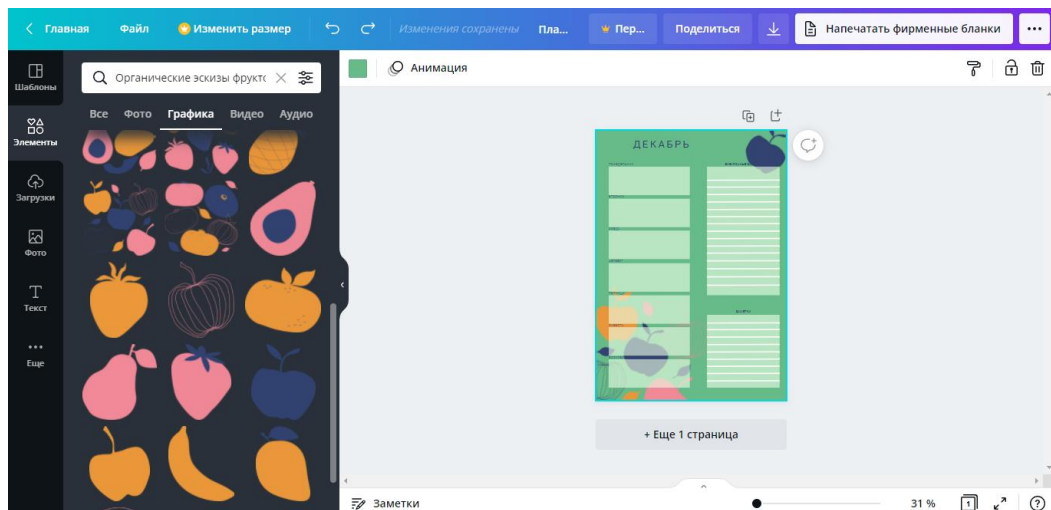 Главная Файл Изменить размер Изменения сохранены Пла... Пер... Поделиться Напечатать фирменные бланки
Шаблоны
Элементы
Загрузки
Фото
Текст
Еще
Органические эскизы фрукто
Все Фото Графика Видео Аудио
Анимация
ДЕКАБРЬ
+ Еще 1 страница
Заметки
31 %
1